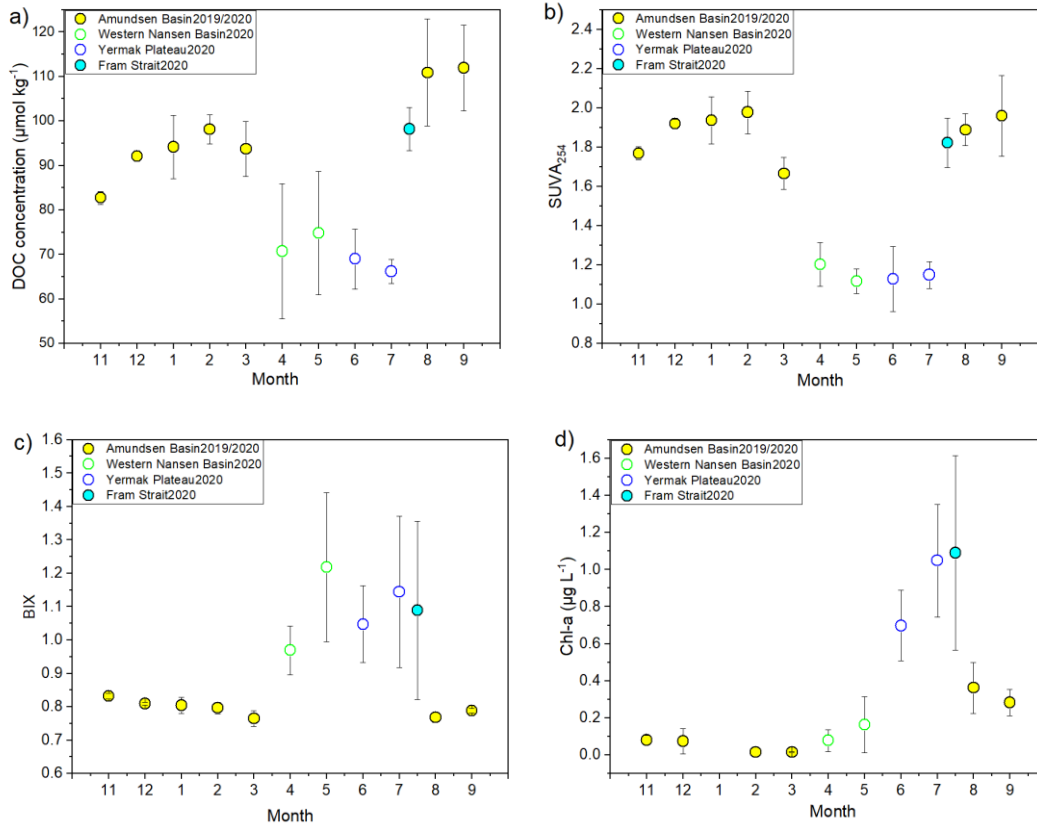 a)
Amundsen Basin2019/2020
Western Nansen Basin2020
Yermak Plateau2020
Fram Strait2020
DOC concentration (µmol kg⁻¹)
120
110
100
90
80
70
60
50
11 12 1 2 3 4 5 6 7 8 9
Month
b)
Amundsen Basin2019/2020
Western Nansen Basin2020
Yermak Plateau2020
Fram Strait2020
SUVA₂₅₄
2.6
2.4
2.2
2.0
1.8
1.6
1.4
1.2
1.0
0.8
11 12 1 2 3 4 5 6 7 8 9
Month
c)
Amundsen Basin2019/2020
Western Nansen Basin2020
Yermak Plateau2020
Fram Strait2020
BIX
1.6
1.5
1.4
1.3
1.2
1.1
1.0
0.9
0.8
0.7
0.6
11 12 1 2 3 4 5 6 7 8 9
Month
d)
Amundsen Basin2019/2020
Western Nansen Basin2020
Yermak Plateau2020
Fram Strait2020
Chl-a (µg L⁻¹)
1.6
1.4
1.2
1.0
0.8
0.6
0.4
0.2
0.0
11 12 1 2 3 4 5 6 7 8 9
Month